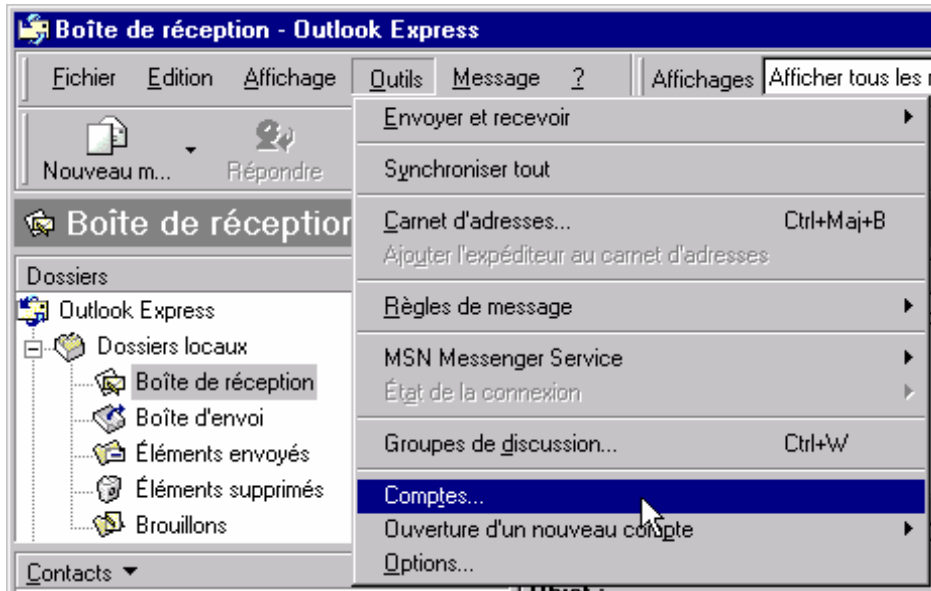 Boîte de réception - Outlook Express
Fichier Edition Affichage Outils Message ? Affichages Afficher tous les
Nouveau m... Répondre
Boîte de réception
Dossiers
Outlook Express
Dossiers locaux
Boîte de réception
Boîte d'envoi
Éléments envoyés
Éléments supprimés
Brouillons
Contacts
Envoyer et recevoir
Synchroniser tout
Carnet d'adresses... Ctrl+Maj+B
Ajouter l'expéditeur au carnet d'adresses
Règles de message
MSN Messenger Service
État de la connexion
Groupes de discussion... Ctrl+W
Comptes...
Ouverture d'un nouveau compte
Options...